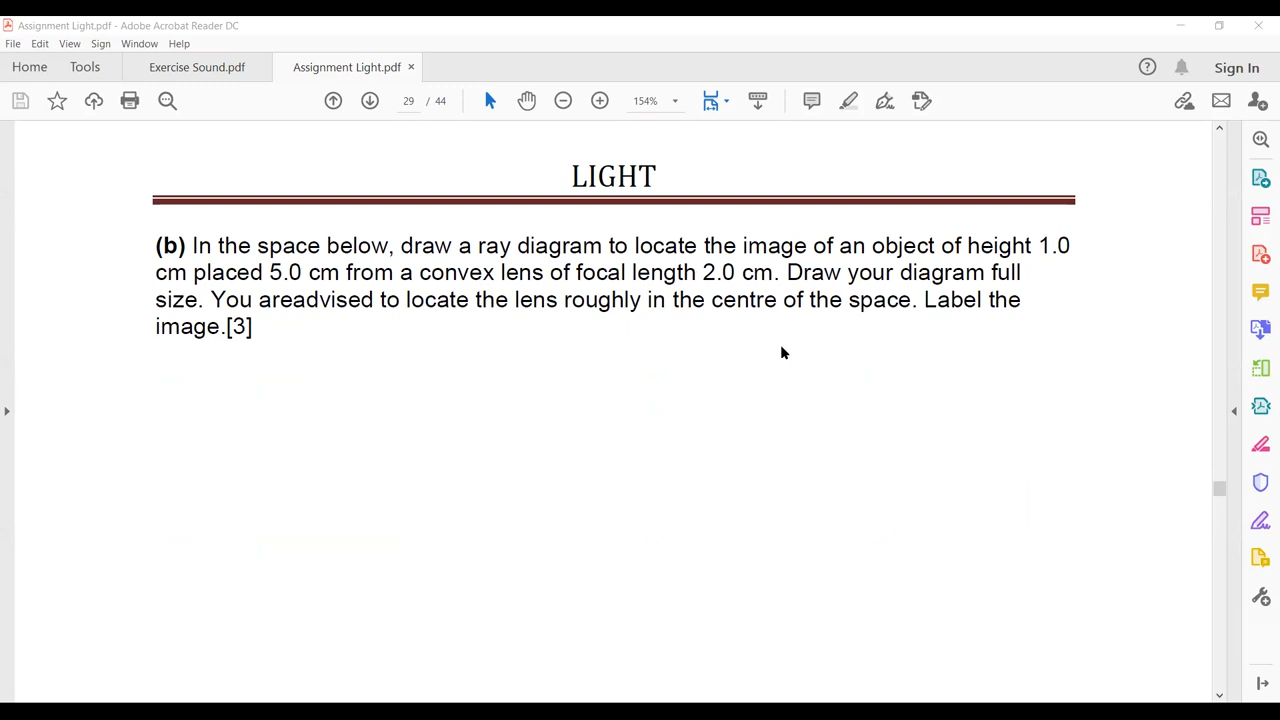 Assignment Light.pdf - Adobe Acrobat Reader DC
File Edit View Sign Window Help
Home Tools Exercise Sound.pdf Assignment Light.pdf × Sign In
29 / 44 154%
LIGHT
(b) In the space below, draw a ray diagram to locate the image of an object of height 1.0
cm placed 5.0 cm from a convex lens of focal length 2.0 cm. Draw your diagram full
size. You areadvised to locate the lens roughly in the centre of the space. Label the
image.[3]